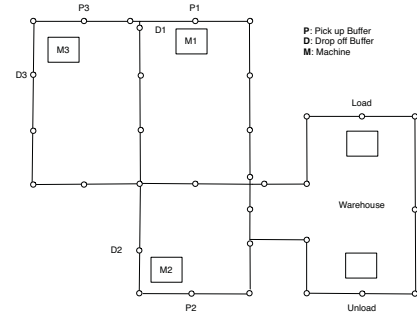 P3
P1
D1
M3
M1
D3
P: Pick up Buffer
D: Drop off Buffer
M: Machine
Load
Warehouse
D2
M2
P2
Unload